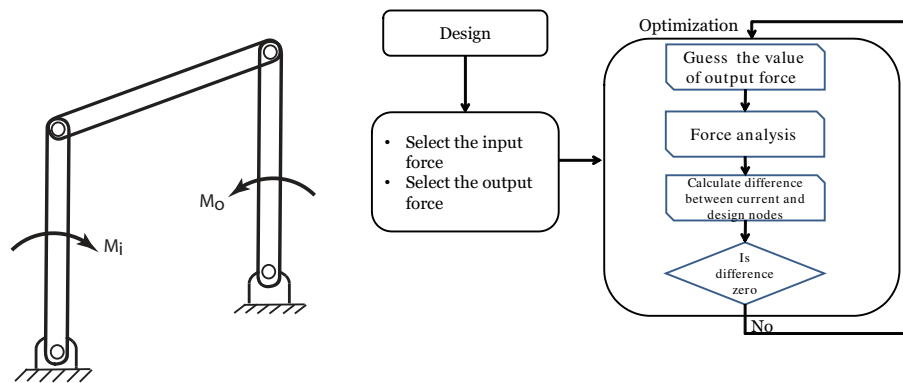 Mi
Mo
Design
• Select the input
force
• Select the output
force
Optimization
Guess the value
of output force
Force analysis
Calculate difference
between current and
design nodes
Is
difference
zero
No